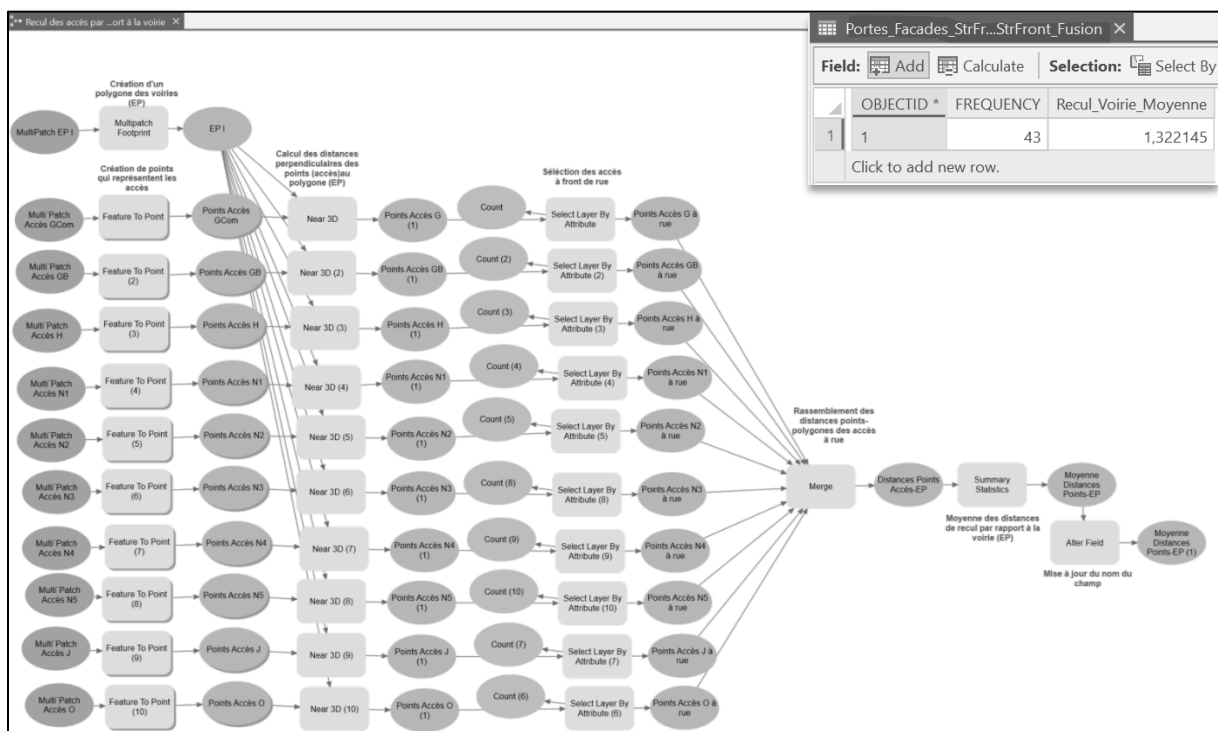 Recul des accès par ...ort à la voirie ×
Portes_Facades_StrFr...StrFront_Fusion ×
Field: Add Calculate Selection: Select By
OBJECTID * FREQUENCY Recul_Voirie_Moyenne
1 1 43 1,322145
Click to add new row.
Création d'un
polygone des voiries
(EP)
MultiPatch EP I
Multipatch
Footprint
EP I
Création de points
qui représentent les
accès
Calcul des distances
perpendiculaires des
points (accès)au
polygone (EP)
Séléction des accès
à front de rue
Multi¨Patch
Accès GCom
Feature To Point
Points Accès
GCom
Near 3D
Points Accès G
(1)
Count
Select Layer By
Attribute
Points Accès G à
rue
Multi¨Patch
Accès GB
Feature To Point
(2)
Points Accès GB
Near 3D (2)
Points Accès GB
(1)
Count (2)
Select Layer By
Attribute (2)
Points Accès GB
à rue
Multi¨Patch
Accès H
Feature To Point
(3)
Points Accès H
Near 3D (3)
Points Accès H
(1)
Count (3)
Select Layer By
Attribute (3)
Points Accès H à
rue
Multi¨Patch
Accès N1
Feature To Point
(4)
Points Accès N1
Near 3D (4)
Points Accès N1
(1)
Count (4)
Select Layer By
Attribute (4)
Points Accès N1
à rue
Multi¨Patch
Accès N2
Feature To Point
(5)
Points Accès N2
Near 3D (5)
Points Accès N2
(1)
Count (5)
Select Layer By
Attribute (5)
Points Accès N2
à rue
Multi¨Patch
Accès N3
Feature To Point
(6)
Points Accès N3
Near 3D (6)
Points Accès N3
(1)
Count (8)
Select Layer By
Attribute (8)
Points Accès N3
à rue
Multi¨Patch
Accès N4
Feature To Point
(7)
Points Accès N4
Near 3D (7)
Points Accès N4
(1)
Count (9)
Select Layer By
Attribute (9)
Points Accès N4
à rue
Multi¨Patch
Accès N5
Feature To Point
(8)
Points Accès N5
Near 3D (8)
Points Accès N5
(1)
Count (10)
Select Layer By
Attribute (10)
Points Accès N5
à rue
Multi¨Patch
Accès J
Feature To Point
(9)
Points Accès J
Near 3D (9)
Points Accès J
(1)
Count (7)
Select Layer By
Attribute (7)
Points Accès J à
rue
Multi¨Patch
Accès O
Feature To Point
(10)
Points Accès O
Near 3D (10)
Points Accès O
(1)
Count (6)
Select Layer By
Attribute (6)
Points Accès O à
rue
Rassemblement des
distances points-
polygones des accès
à rue
Merge
Distances Points
Accès-EP
Summary
Statistics
Moyenne des distances
de recul par rapport à la
voirie (EP)
Moyenne
Distances
Points-EP
Alter Field
Mise à jour du nom du
champ
Moyenne
Distances
Points-EP (1)